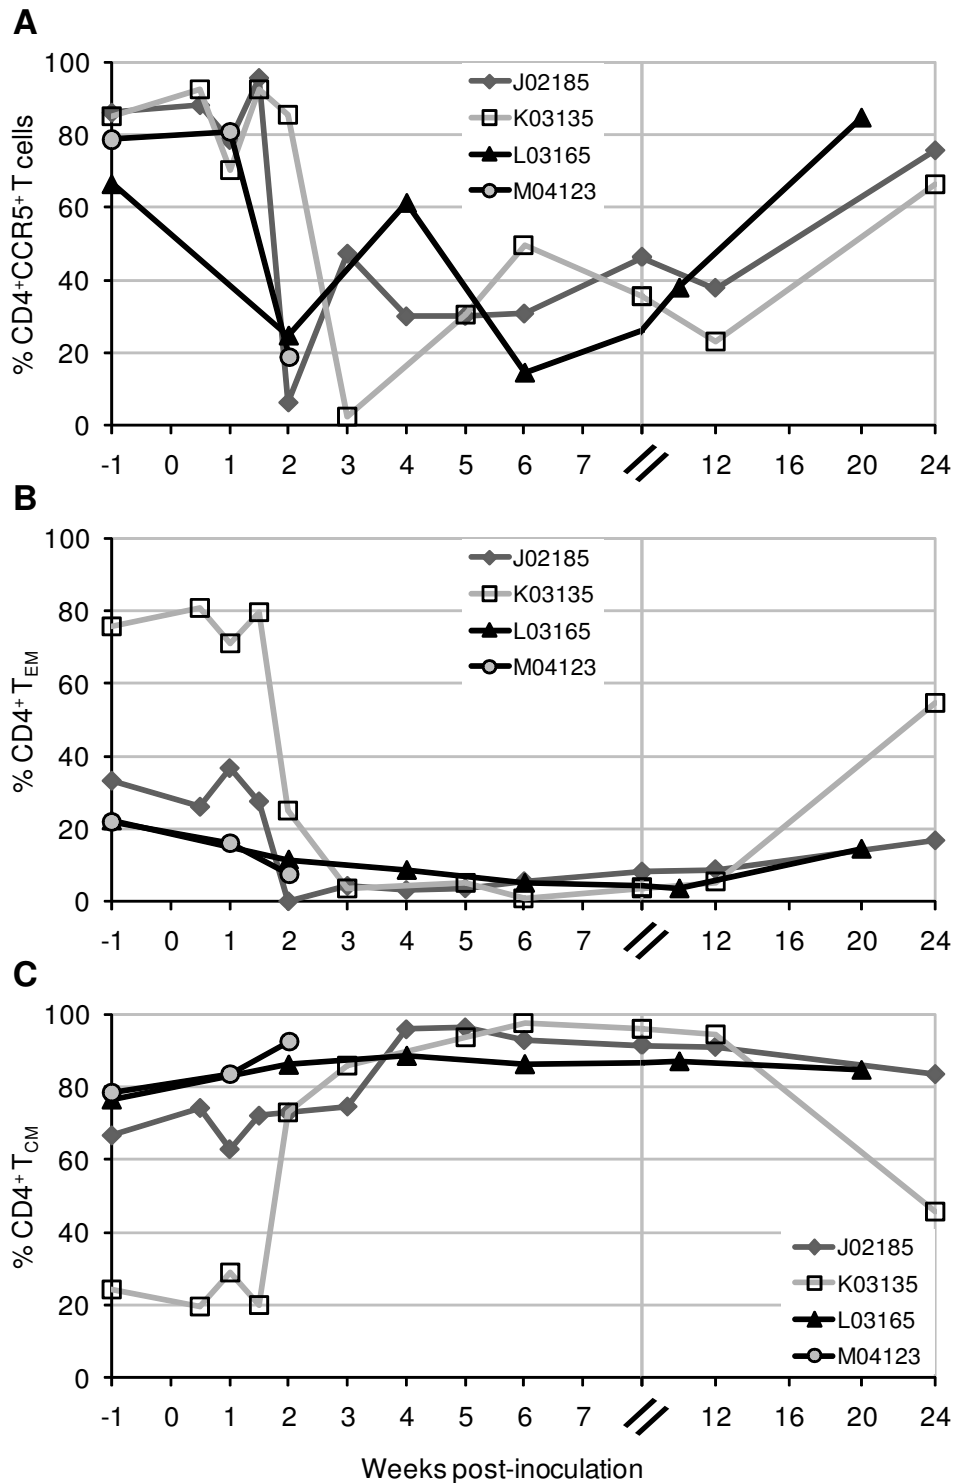 A
100
80
60
40
20
0
% CD4+CCR5+ T cells
J02185
K03135
L03165
M04123
-1 0 1 2 3 4 5 6 7 // 12 16 20 24
B
100
80
60
40
20
0
% CD4+ TEM
J02185
K03135
L03165
M04123
-1 0 1 2 3 4 5 6 7 // 12 16 20 24
C
100
80
60
40
20
0
% CD4+ TCM
J02185
K03135
L03165
M04123
-1 0 1 2 3 4 5 6 7 // 12 16 20 24
Weeks post-inoculation